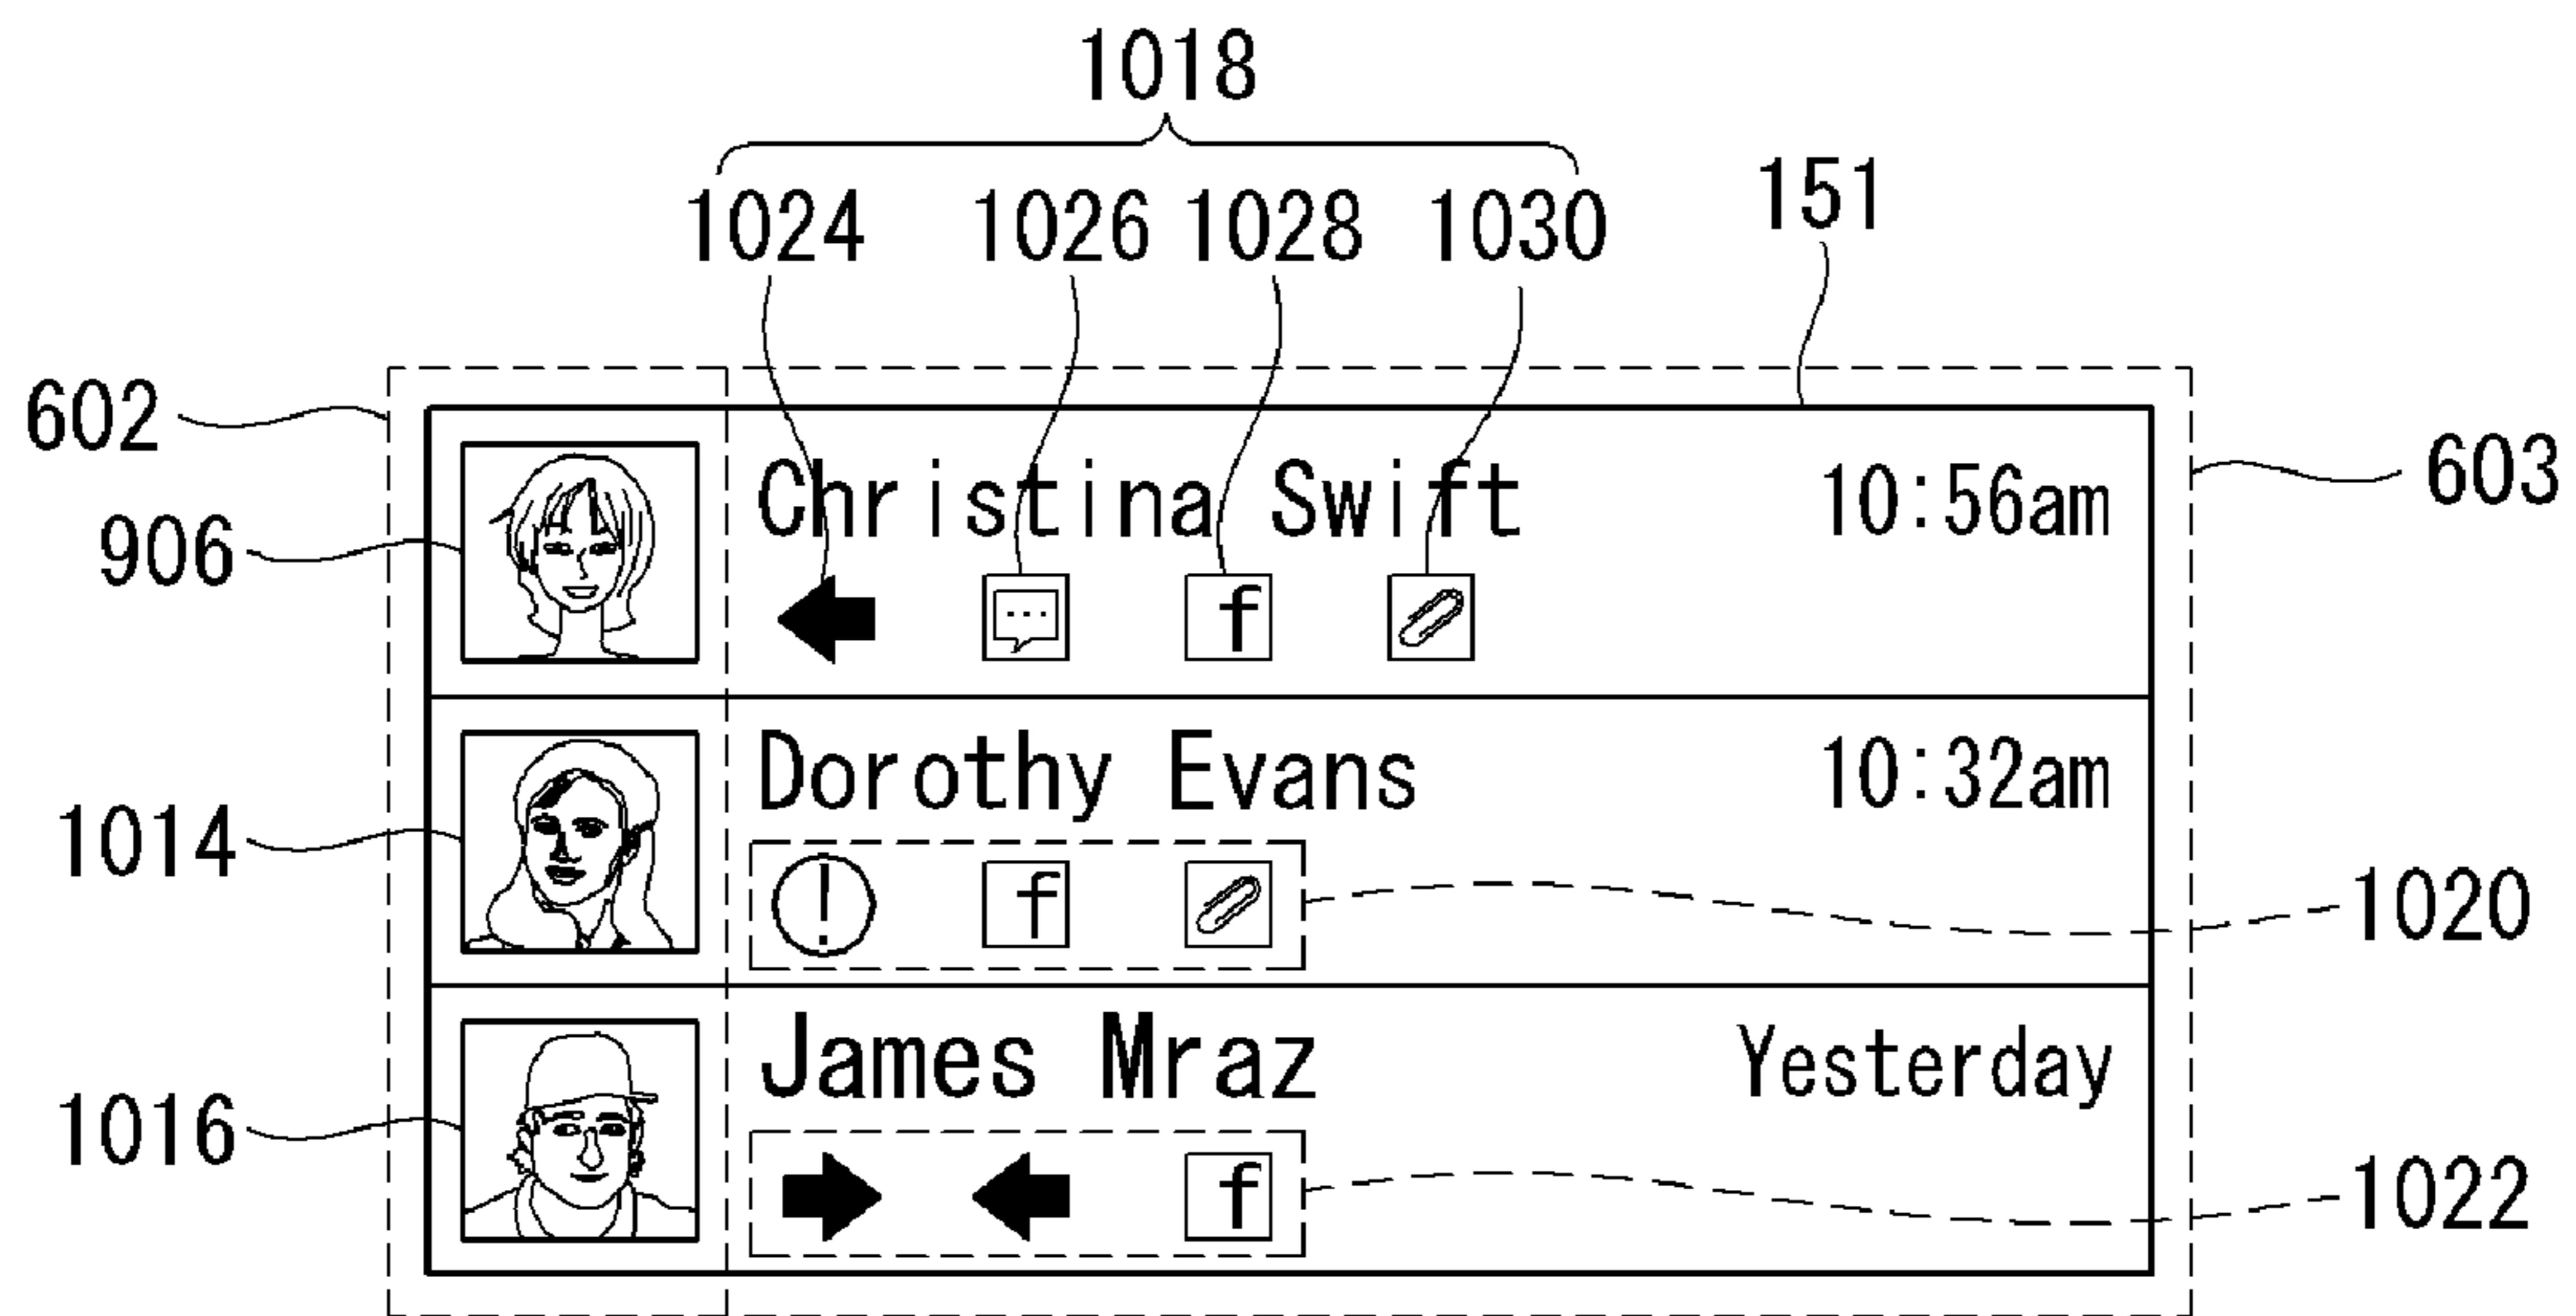 1018
1024 1026 1028 1030 151
602 603
906 Christina Swift 10:56am
f
Dorothy Evans 10:32am
1014 f 1020
James Mraz Yesterday
1016 f 1022